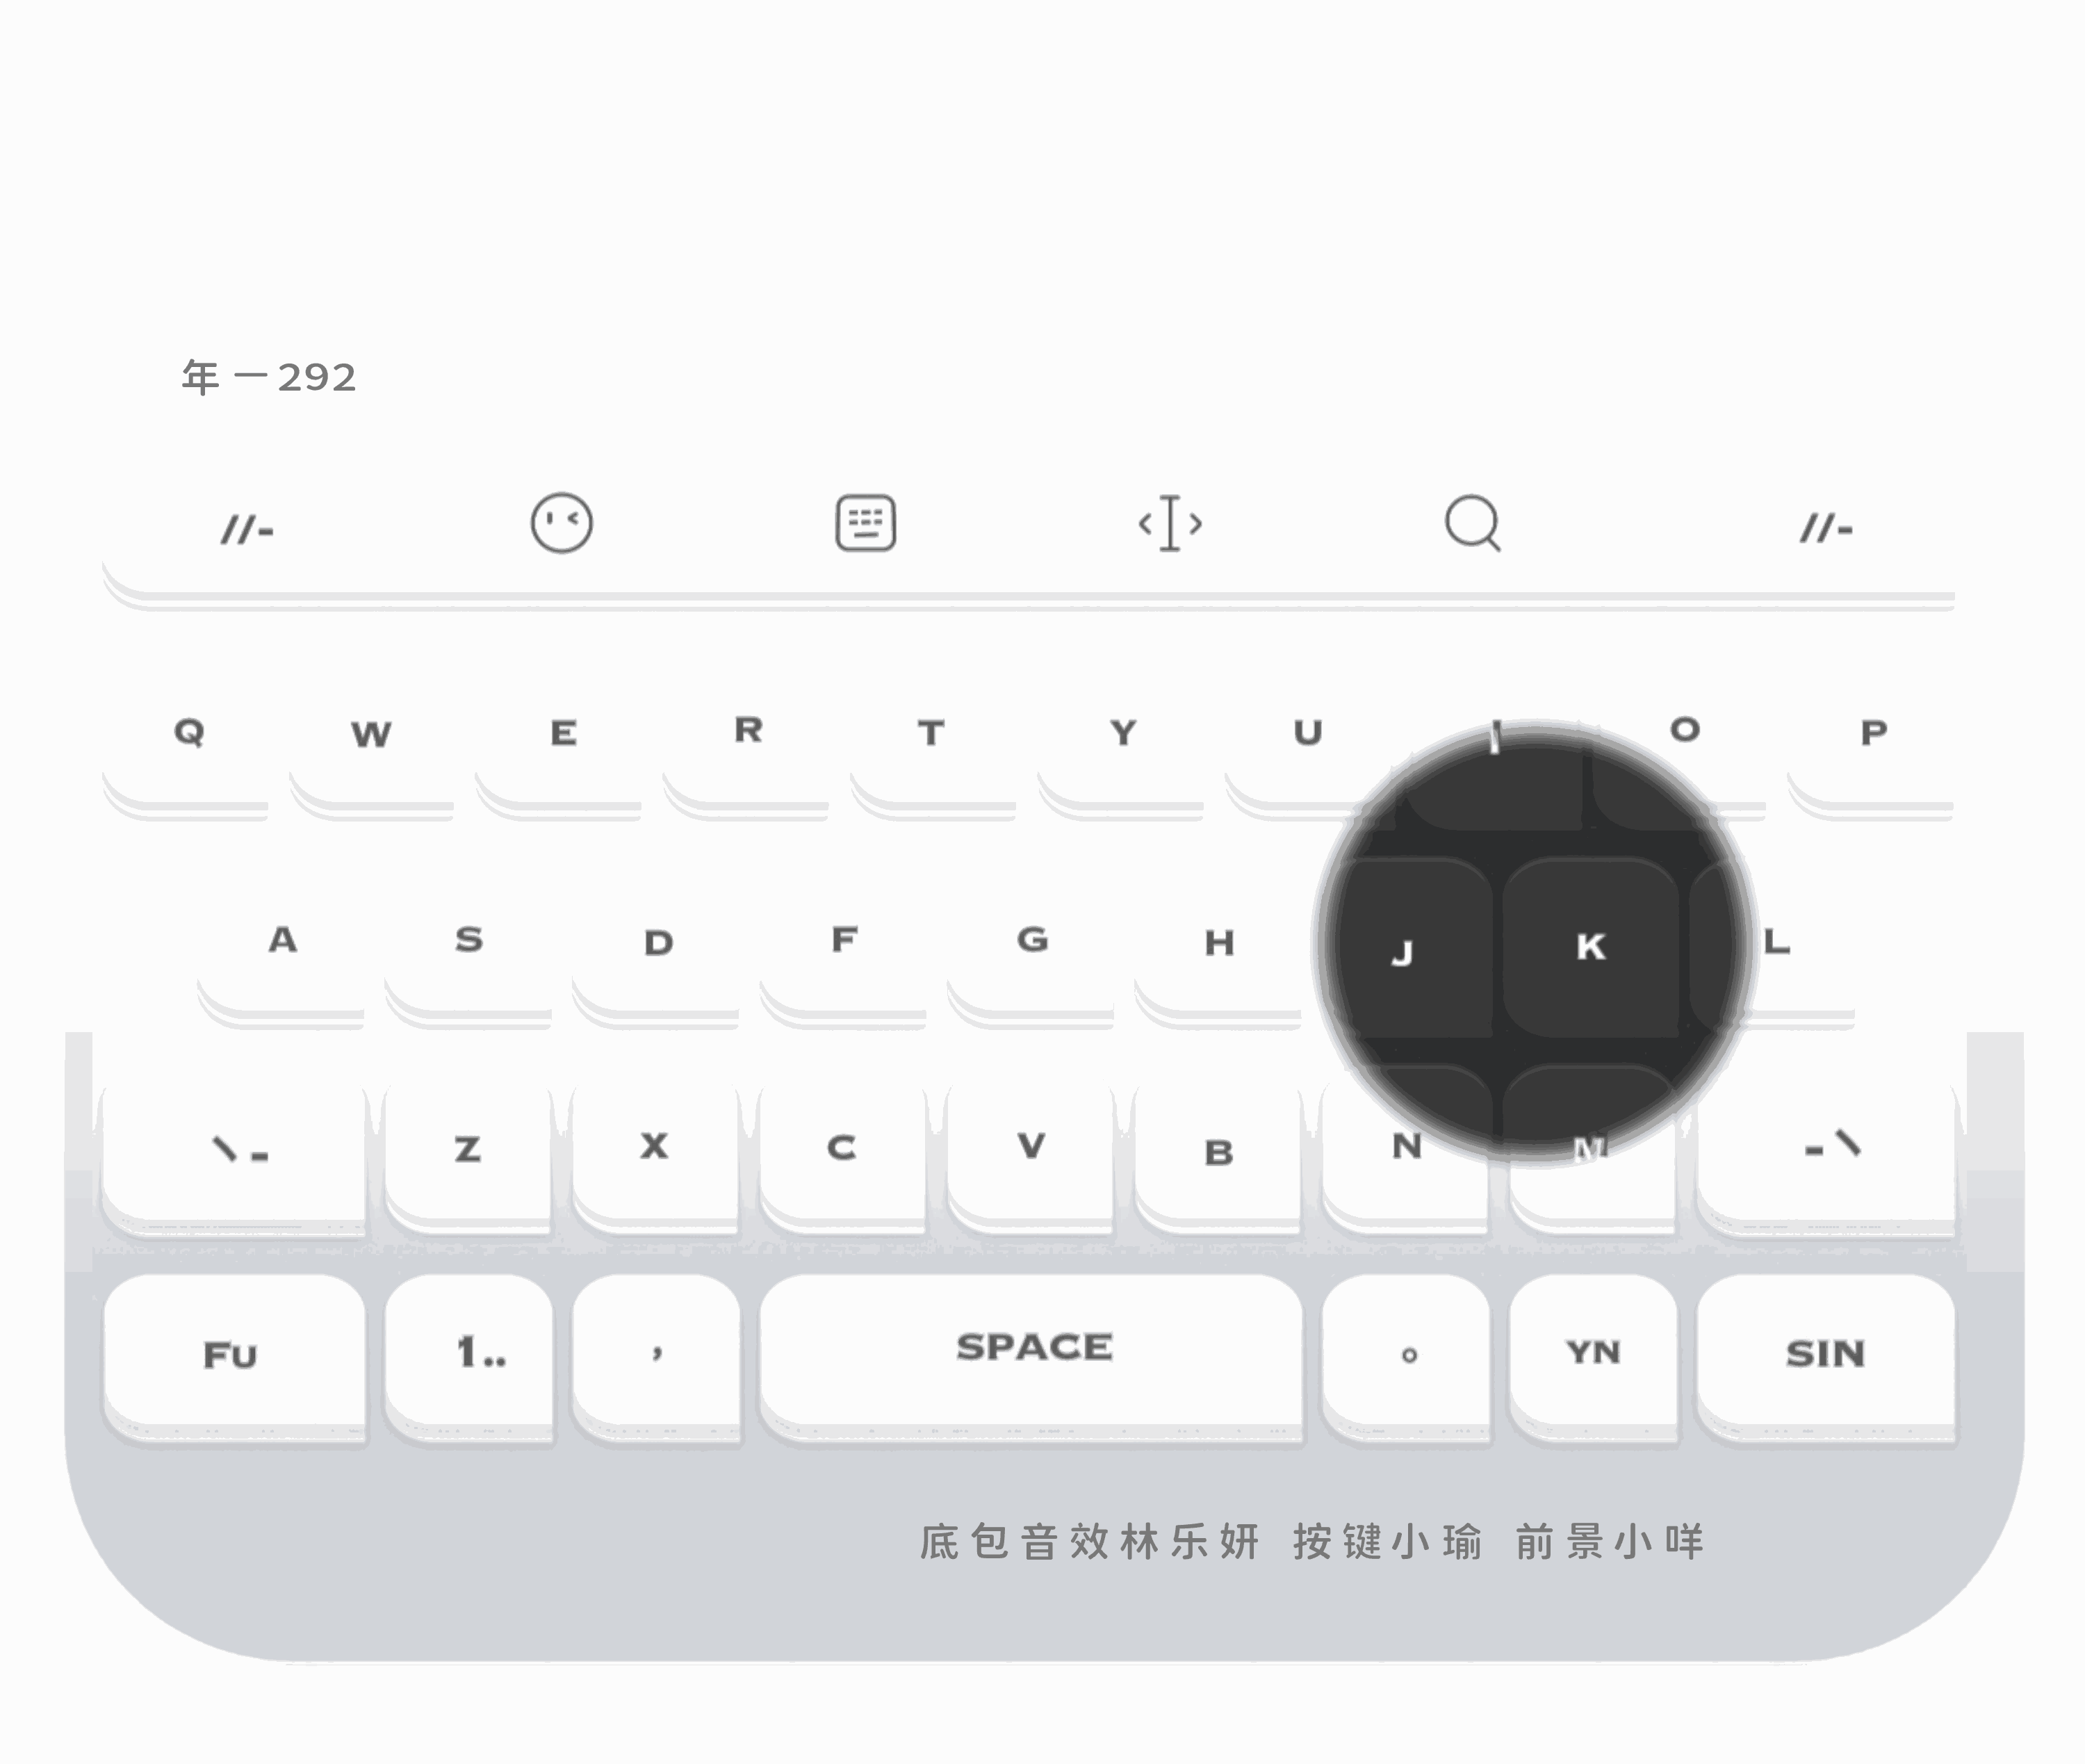 年一292
//- //-
Q W E R T Y U I O P
A S D F G H J K L
\- Z X C V B N M -\
FU 1.. , SPACE 。 YN SIN
底包音效林乐妍 按键小瑜 前景小咩